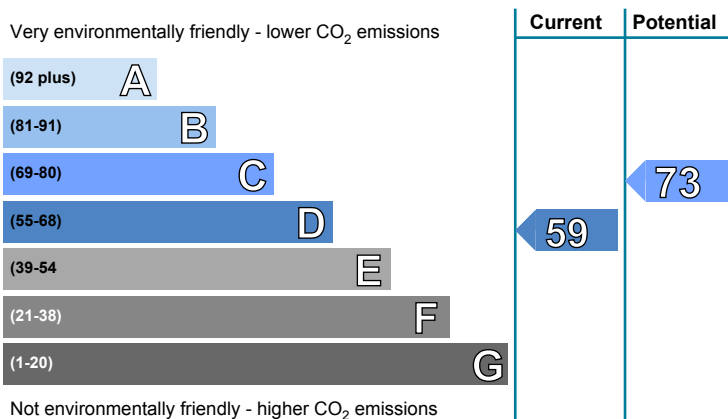 Current Potential
Very environmentally friendly - lower CO2 emissions
(92 plus) A
(81-91) B
(69-80) C
73
(55-68) D
59
(39-54 E
(21-38) F
(1-20) G
Not environmentally friendly - higher CO2 emissions